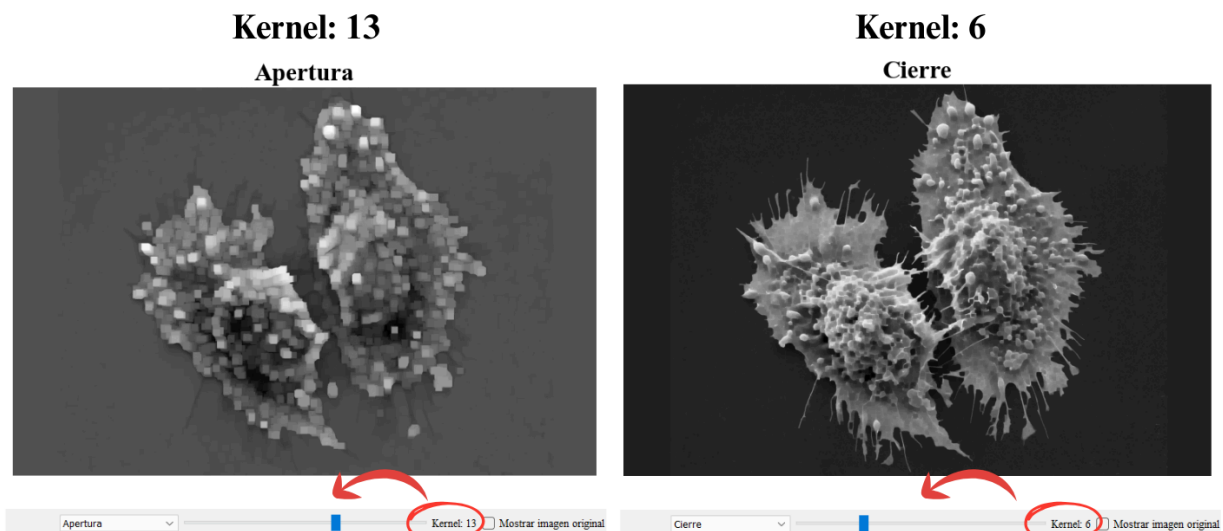 Kernel: 13
Apertura
Apertura
Kernel: 13
Mostrar imagen original
Kernel: 6
Cierre
Cierre
Kernel: 6
Mostrar imagen original